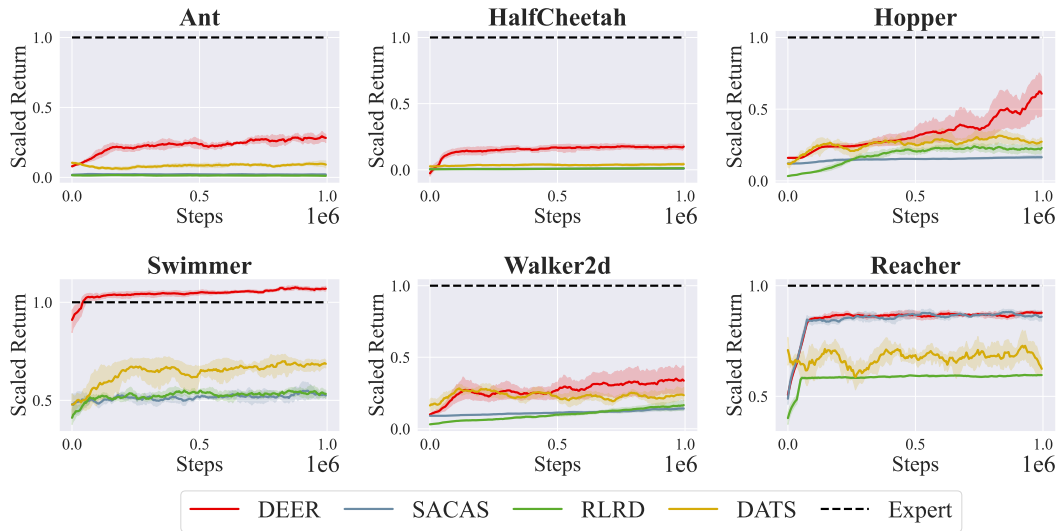 Ant
HalfCheetah
Hopper
Scaled Return
1.0
0.5
0.0
0.0
0.5
1.0
Steps
1e6
Scaled Return
1.0
0.5
0.0
0.0
0.5
1.0
Steps
1e6
Scaled Return
1.0
0.5
0.0
0.0
0.5
1.0
Steps
1e6
Swimmer
Walker2d
Reacher
Scaled Return
1.0
0.5
0.0
0.5
1.0
Steps
1e6
Scaled Return
1.0
0.5
0.0
0.0
0.5
1.0
Steps
1e6
Scaled Return
1.0
0.5
0.0
0.5
1.0
Steps
1e6
DEER SACAS RLRD DATS Expert